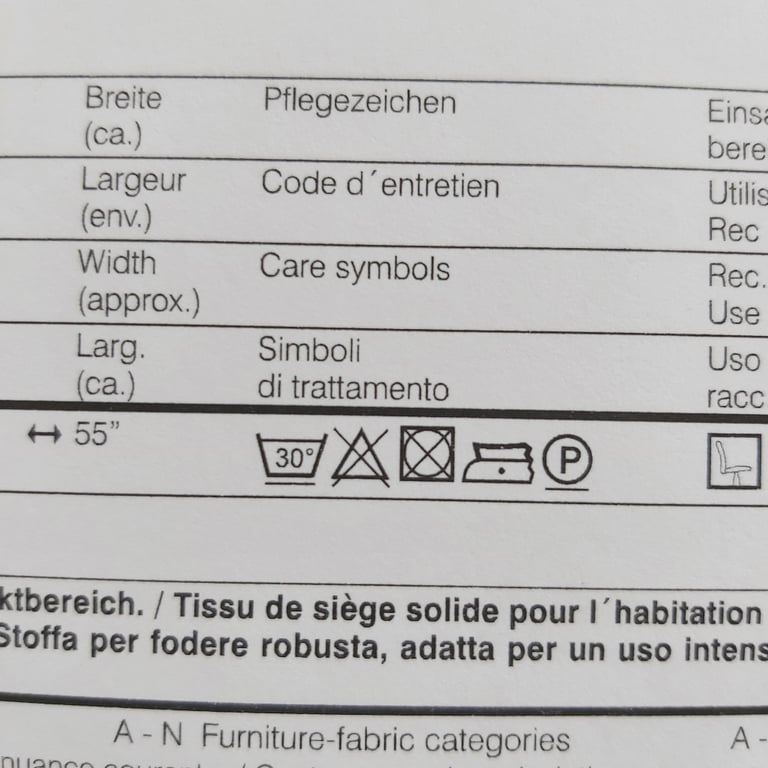 Breite Pflegezeichen
(ca.)
Largeur Code d´entretien Utilis
(env.) Rec
Width Care symbols Rec.
(approx.) Use
Larg. Simboli Uso
(ca.) di trattamento racc
↔ 55” 30° P
ktbereich. / Tissu de siège solide pour l´habitation
Stoffa per fodere robusta, adatta per un uso intens
A - N Furniture-fabric categories A -